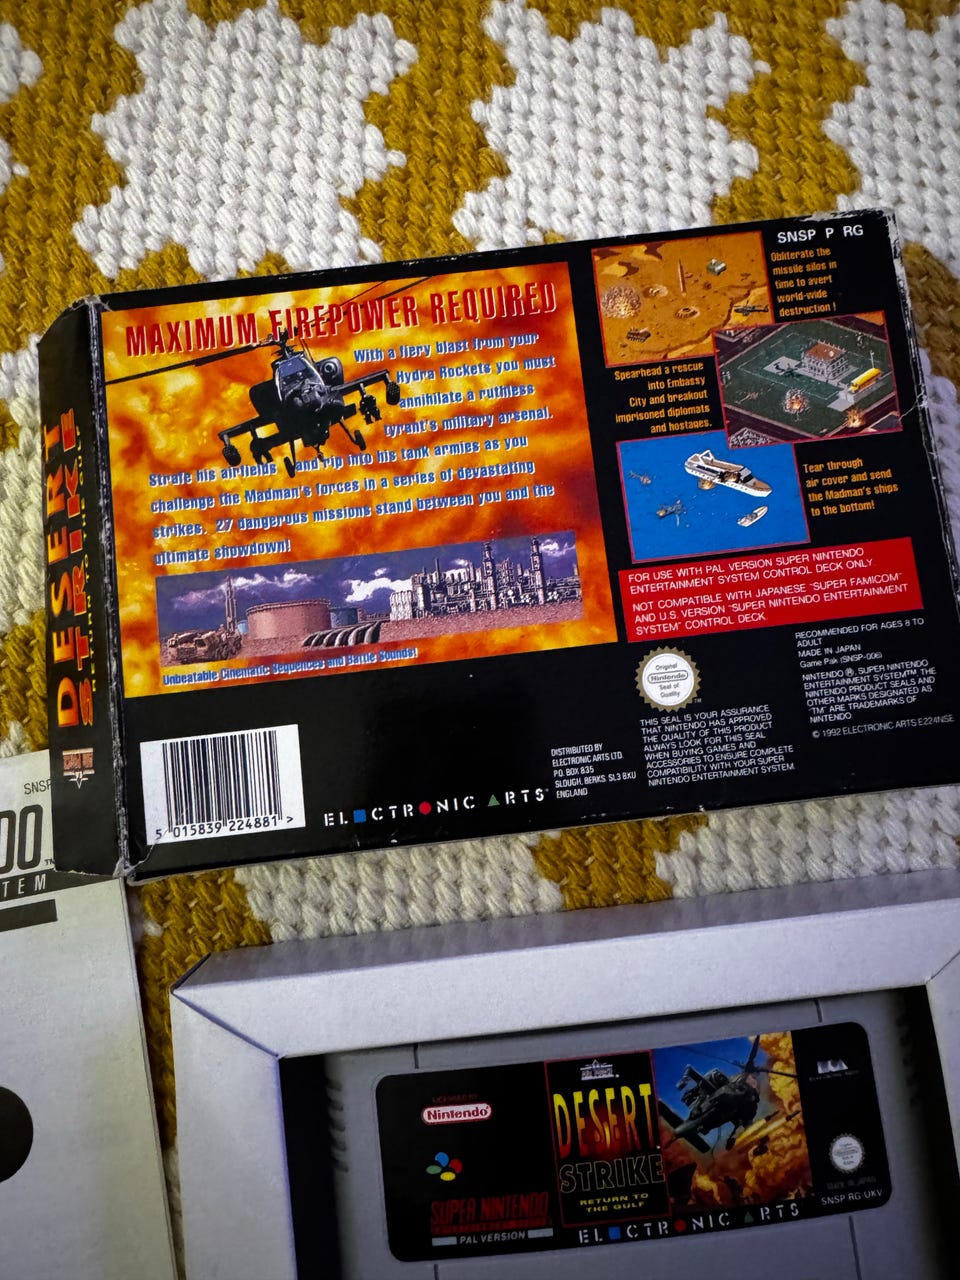 SNSP P RG
MAXIMUM FIREPOWER REQUIRED
With a fiery blast from your
Hydra Rockets you must
annihilate a ruthless
tyrant's military arsenal.
Strafe his airfields and rip into his tank armies as you
challenge the Madman's forces in a series of devastating
strikes. 27 dangerous missions stand between you and the
ultimate showdown!
Unbeatable Cinematic Sequences and Battle Sounds!
Obliterate the
missile silos in
time to avert
world-wide
destruction !
Spearhead a rescue
into Embassy
City and breakout
imprisoned diplomats
and hostages.
Tear through
air cover and send
the Madman's ships
to the bottom!
FOR USE WITH PAL VERSION SUPER NINTENDO
ENTERTAINMENT SYSTEM CONTROL DECK ONLY
NOT COMPATIBLE WITH JAPANESE "SUPER FAMICOM"
AND U.S. VERSION "SUPER NINTENDO ENTERTAINMENT
SYSTEM" CONTROL DECK.
Original
Nintendo
Seal of
Quality
TM
THIS SEAL IS YOUR ASSURANCE
THAT NINTENDO HAS APPROVED
THE QUALITY OF THIS PRODUCT
ALWAYS LOOK FOR THIS SEAL
WHEN BUYING GAMES AND
ACCESSORIES TO ENSURE COMPLETE
COMPATIBILITY WITH YOUR SUPER
NINTENDO ENTERTAINMENT SYSTEM.
RECOMMENDED FOR AGES 8 TO
ADULT
MADE IN JAPAN
Game Pak (SNSP-006)
NINTENDO ®, SUPER NINTENDO
ENTERTAINMENT SYSTEM™ THE
NINTENDO PRODUCT SEALS AND
OTHER MARKS DESIGNATED AS
"TM" ARE TRADEMARKS OF
NINTENDO
© 1992 ELECTRONIC ARTS E224NSE
DISTRIBUTED BY
ELECTRONIC ARTS LTD.
P.O. BOX 835
SLOUGH, BERKS. SL3 8XU
ENGLAND
ELECTRONIC ARTS
5 015839 224881 >
DESERT
STRIKE
RETURN TO THE GULF
SNSP
TM
TEM
LICENSED BY
Nintendo
SUPER NINTENDO
PAL VERSION
DESERT
STRIKE
RETURN TO
THE GULF
ELECTRONIC ARTS
MADE IN JAPAN
SNSP RG UKV